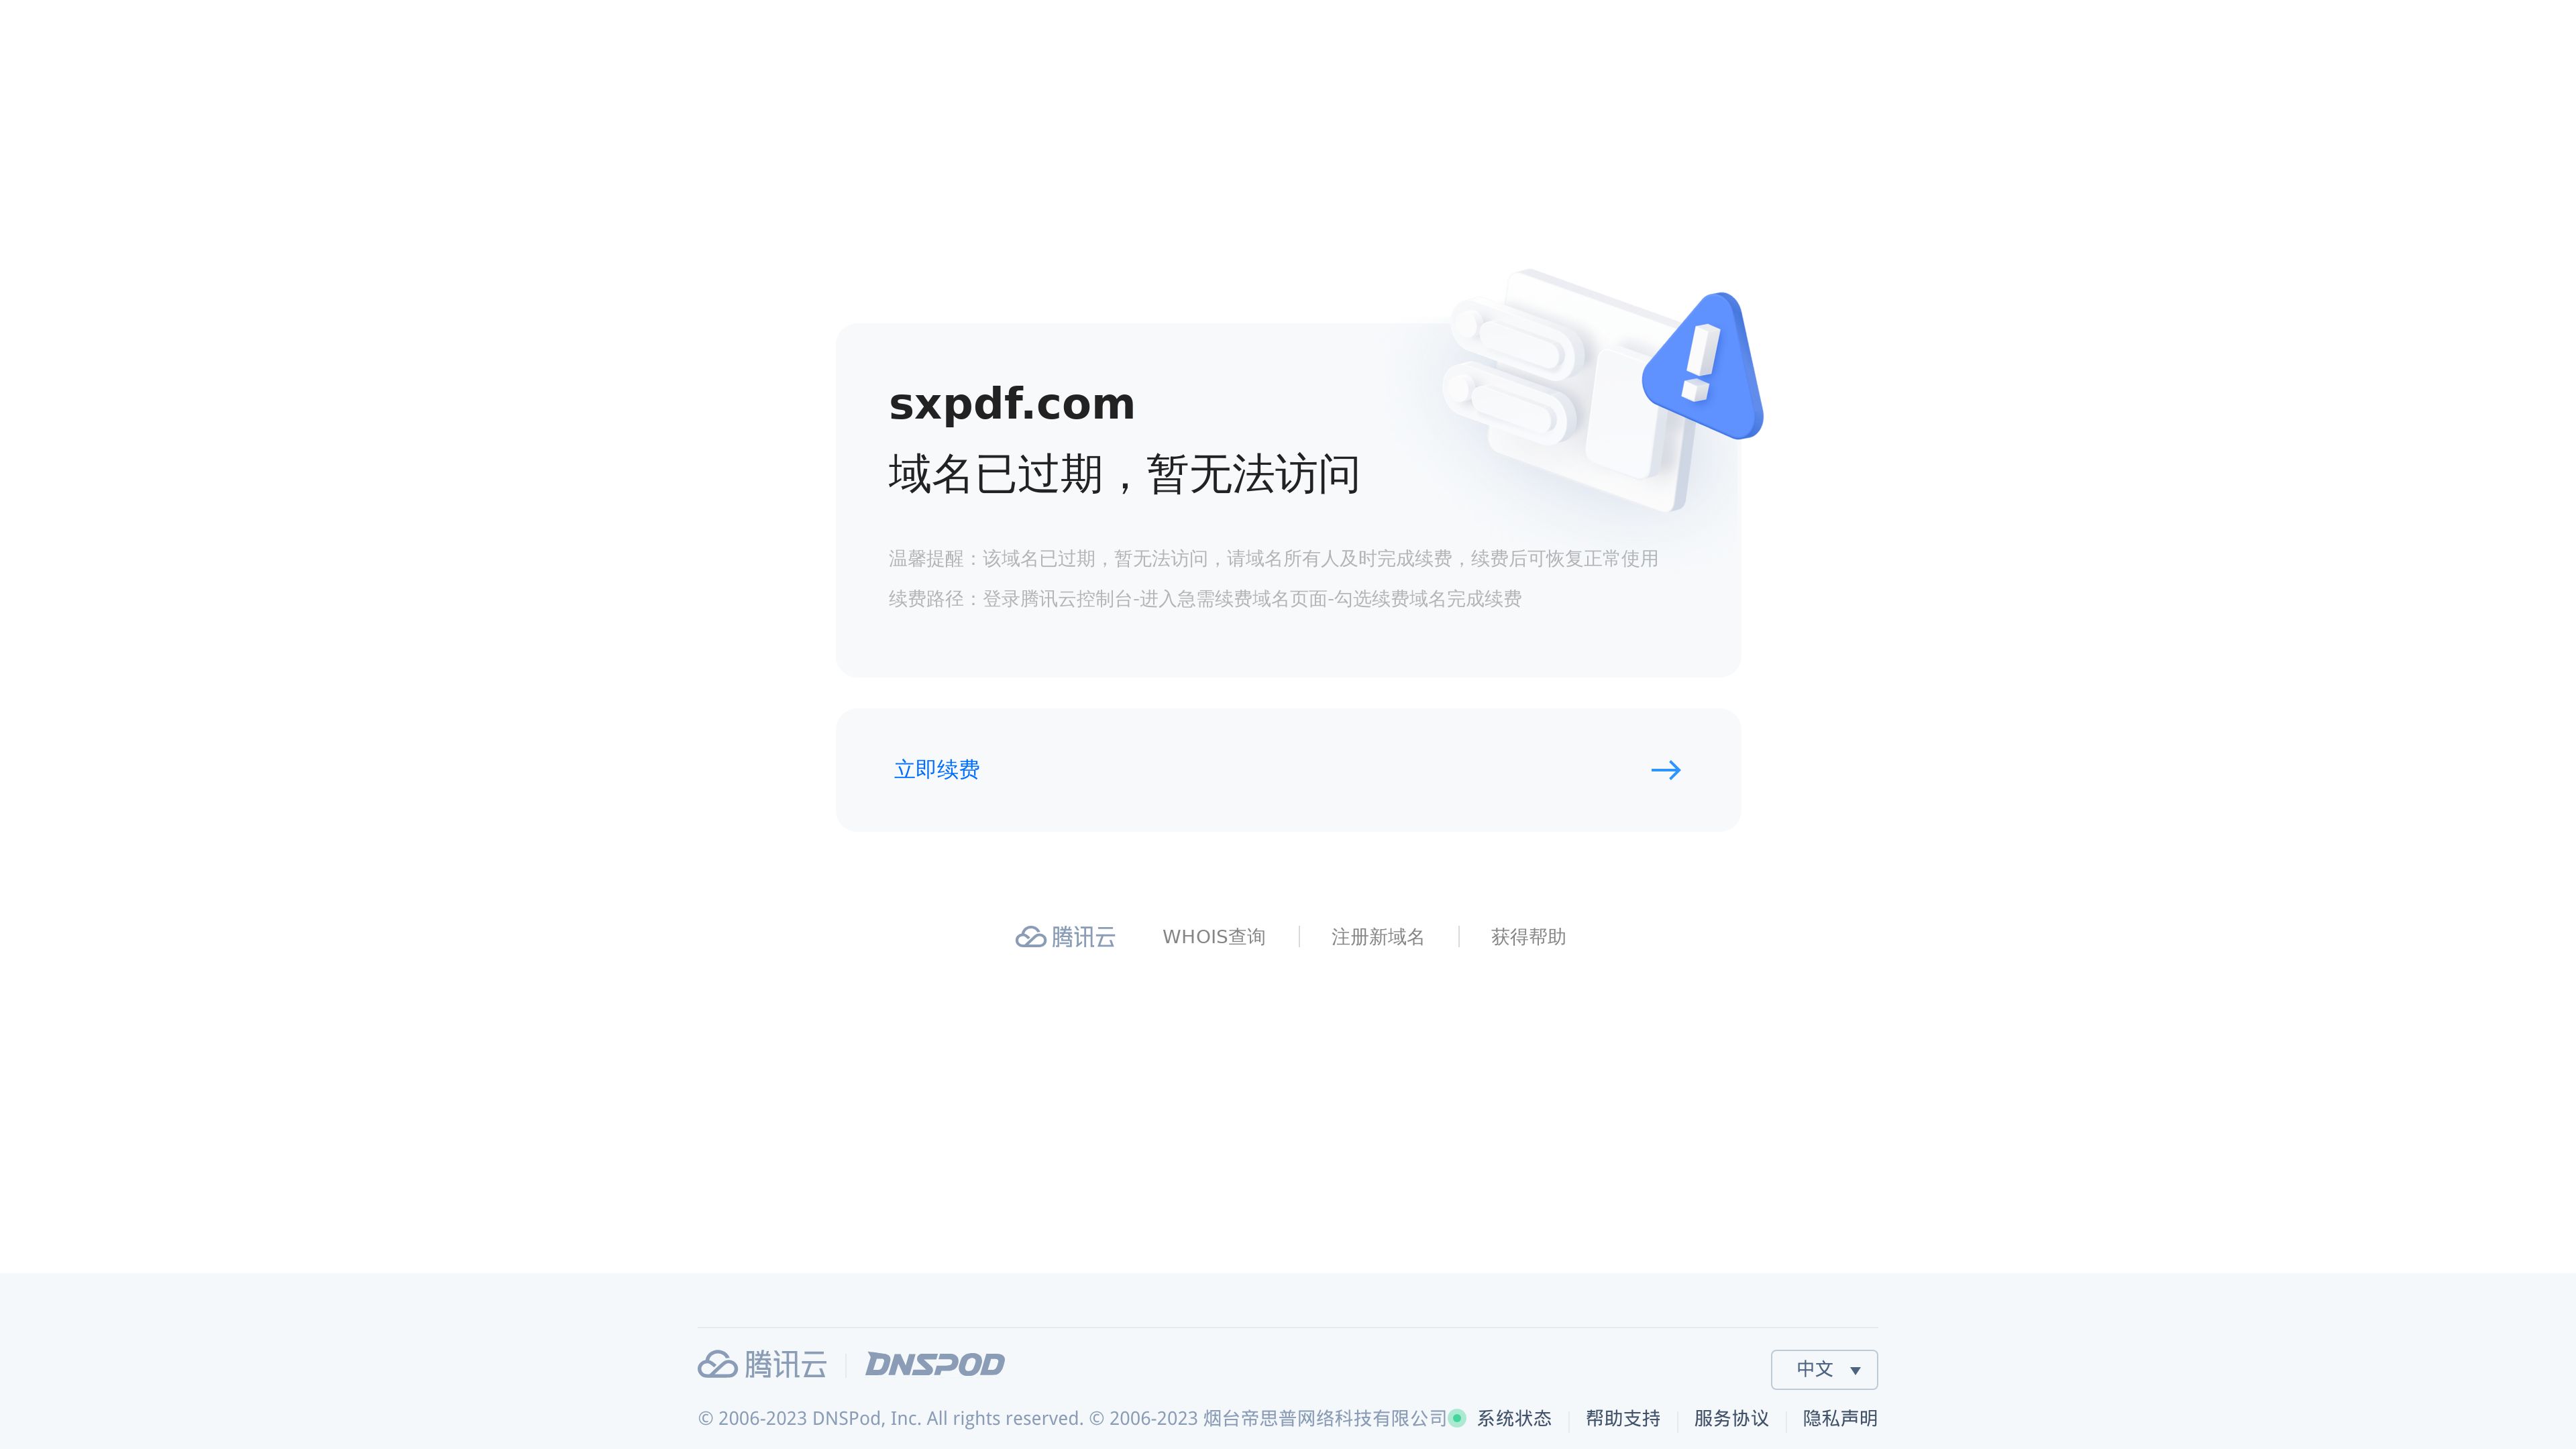 sxpdf.com
域名已过期，暂无法访问
温馨提醒：该域名已过期，暂无法访问，请域名所有人及时完成续费，续费后可恢复正常使用
续费路径：登录腾讯云控制台-进入急需续费域名页面-勾选续费域名完成续费
立即续费
腾讯云 WHOIS查询 注册新域名 获得帮助
腾讯云 DNSPOD 中文
© 2006-2023 DNSPod, Inc. All rights reserved. © 2006-2023 烟台帝思普网络科技有限公司 系统状态 帮助支持 服务协议 隐私声明